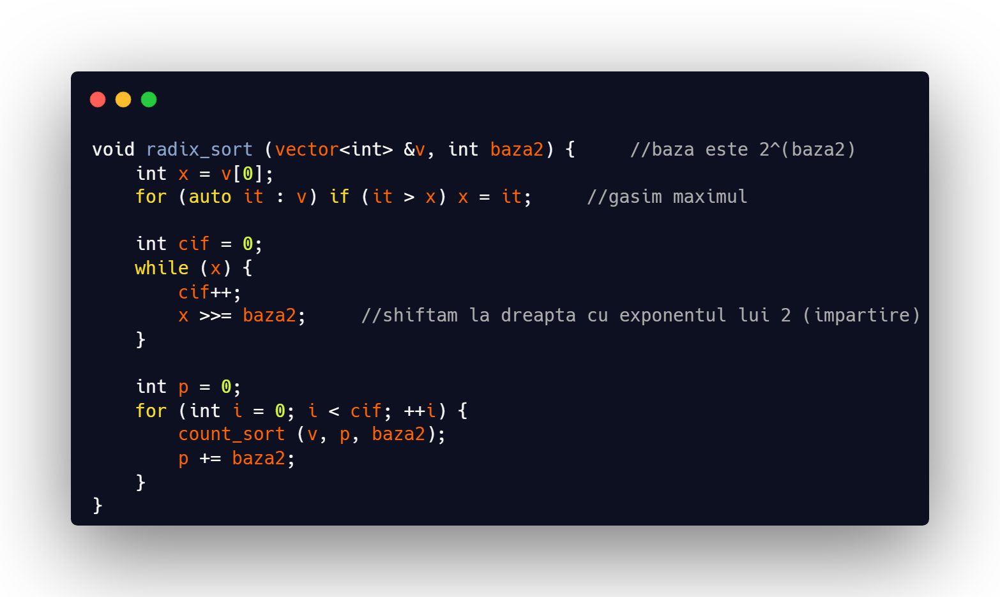 void radix_sort (vector<int> &v, int baza2) {     //baza este 2^(baza2)
    int x = v[0];
    for (auto it : v) if (it > x) x = it;     //gasim maximul

    int cif = 0;
    while (x) {
        cif++;
        x >>= baza2;     //shiftam la dreapta cu exponentul lui 2 (impartire)
    }

    int p = 0;
    for (int i = 0; i < cif; ++i) {
        count_sort (v, p, baza2);
        p += baza2;
    }
}